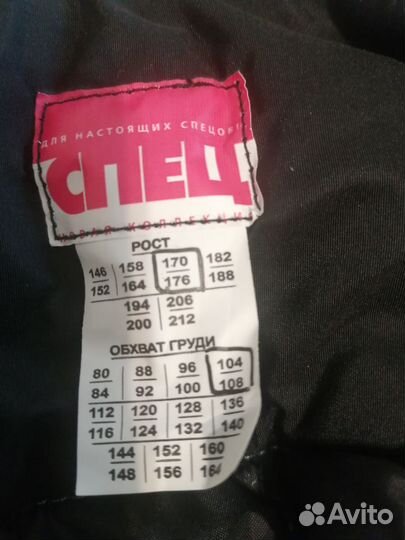 ДЛЯ НАСТОЯЩИХ СПЕЦОВ!
СПЕЦ
НОВАЯ КОЛЛЕКЦИЯ
РОСТ
146 158 170 182
152 164 176 188
194 206
200 212
ОБХВАТ ГРУДИ
80 88 96 104
84 92 100 108
112 120 128 136
116 124 132 140
144 152 160
148 156 164
Avito